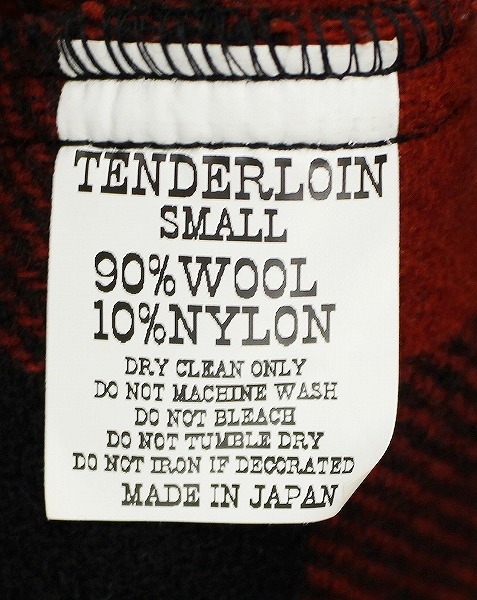 TENDERLOIN
SMALL
90%WOOL
10%NYLON
DRY CLEAN ONLY
DO NOT MACHINE WASH
DO NOT BLEACH
DO NOT TUMBLE DRY
DO NOT IRON IF DECORATED
MADE IN JAPAN